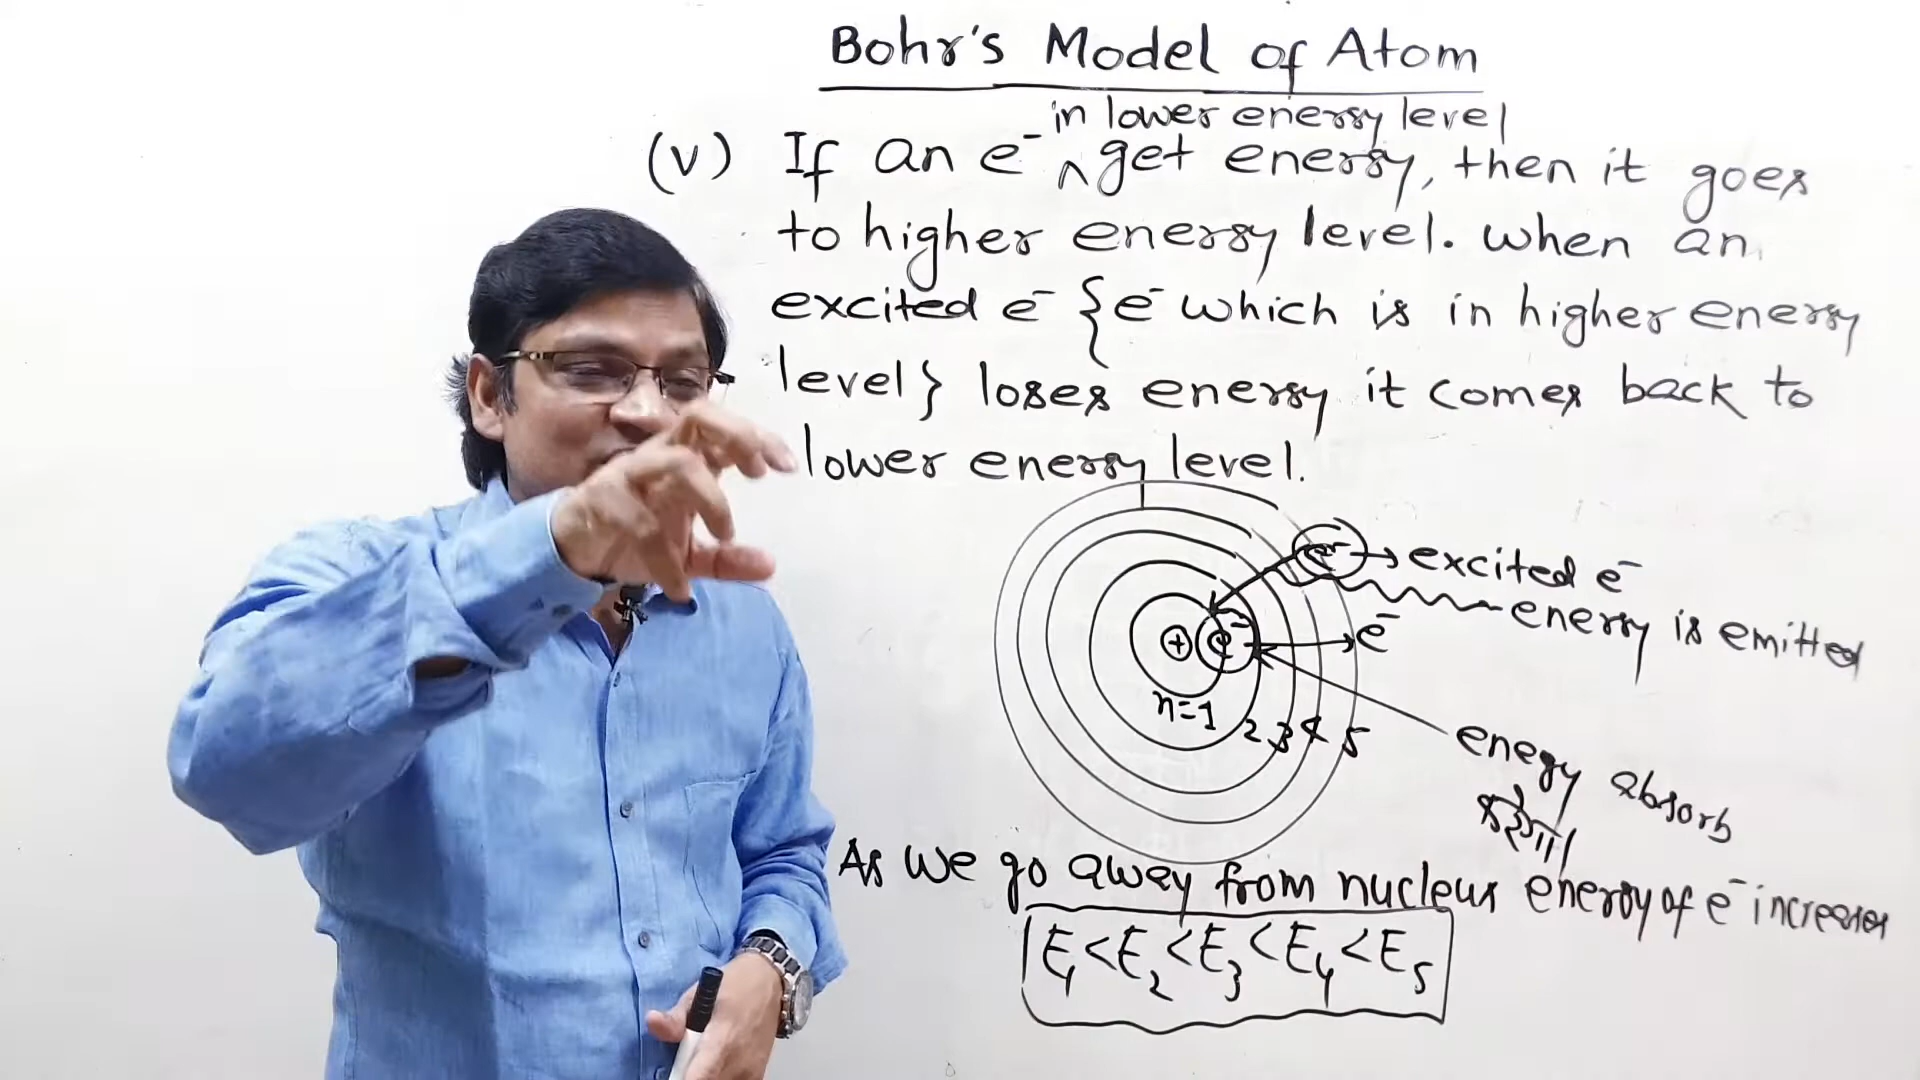 Bohr's Model of Atom
in lower energy level
(v) If an e⁻ ^ get energy, then it goes
to higher energy level. when an
excited e⁻ {e⁻ which is in higher energy
level} loses energy it comes back to
lower energy level.
e⁻ → excited e⁻
energy is emitted
+ e⁻ e⁻
n=1 2 3 4 5
enegy absorb
As we go away from nucleus energy of e⁻ increases
E₁<E₂<E₃<E₄<E₅